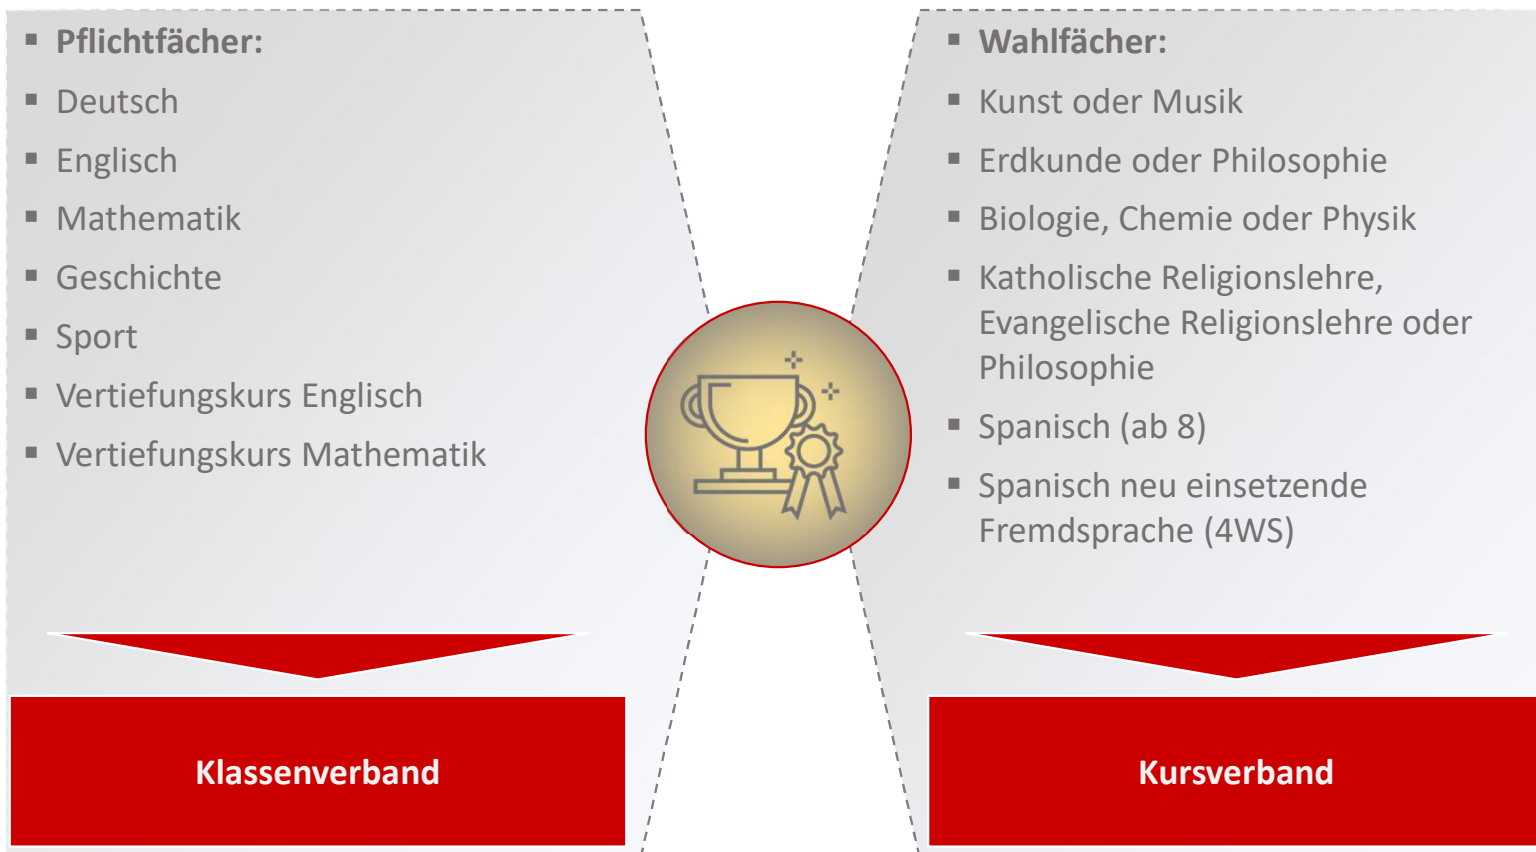 Pflichtfächer:
Deutsch
Englisch
Mathematik
Geschichte
Sport
Vertiefungskurs Englisch
Vertiefungskurs Mathematik
Klassenverband
Wahlfächer:
Kunst oder Musik
Erdkunde oder Philosophie
Biologie, Chemie oder Physik
Katholische Religionslehre,
Evangelische Religionslehre oder
Philosophie
Spanisch (ab 8)
Spanisch neu einsetzende
Fremdsprache (4WS)
Kursverband